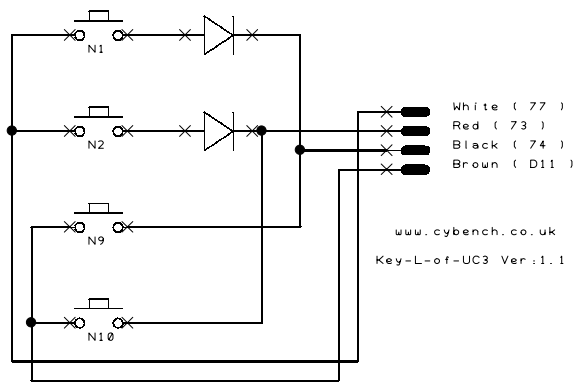 N1
White ( 77 )
Red ( 73 )
N2
Black ( 74 )
Brown ( D11 )
www.cybench.co.uk
N9
Key-L-of-UC3 Ver:1.1
N10